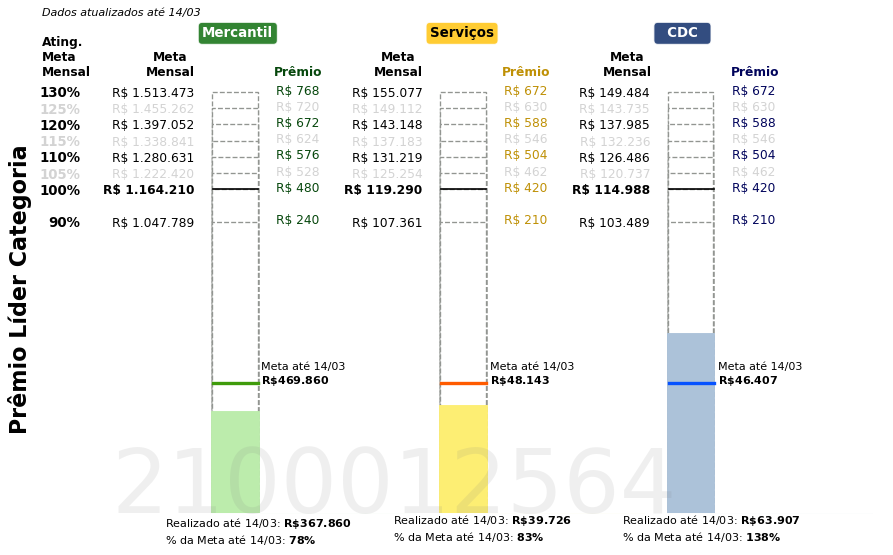 Dados atualizados até 14/03
Mercantil
Serviços
CDC
Ating.
Meta
Mensal
Meta
Mensal
Prêmio
Meta
Mensal
Prêmio
Meta
Mensal
Prêmio
130% R$ 1.513.473 R$ 768 R$ 155.077 R$ 672 R$ 149.484 R$ 672
125% R$ 1.455.262 R$ 720 R$ 149.112 R$ 630 R$ 143.735 R$ 630
120% R$ 1.397.052 R$ 672 R$ 143.148 R$ 588 R$ 137.985 R$ 588
115% R$ 1.338.841 R$ 624 R$ 137.183 R$ 546 R$ 132.236 R$ 546
110% R$ 1.280.631 R$ 576 R$ 131.219 R$ 504 R$ 126.486 R$ 504
105% R$ 1.222.420 R$ 528 R$ 125.254 R$ 462 R$ 120.737 R$ 462
100% R$ 1.164.210 R$ 480 R$ 119.290 R$ 420 R$ 114.988 R$ 420
90% R$ 1.047.789 R$ 240 R$ 107.361 R$ 210 R$ 103.489 R$ 210
Prêmio Líder Categoria
Meta até 14/03
R$469.860
Meta até 14/03
R$48.143
Meta até 14/03
R$46.407
2100012564
Realizado até 14/03: R$367.860
% da Meta até 14/03: 78%
Realizado até 14/03: R$39.726
% da Meta até 14/03: 83%
Realizado até 14/03: R$63.907
% da Meta até 14/03: 138%